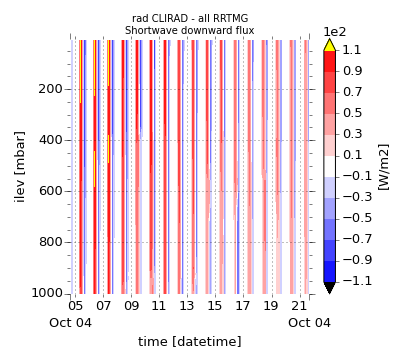 rad CLIRAD - all RRTMG
Shortwave downward flux
1e2
1.1
0.9
0.7
0.5
0.3
0.1
−0.1
−0.3
−0.5
−0.7
−0.9
−1.1
[W/m2]
ilev [mbar]
200
400
600
800
1000
05 07 09 11 13 15 17 19 21
Oct 04 Oct 04
time [datetime]